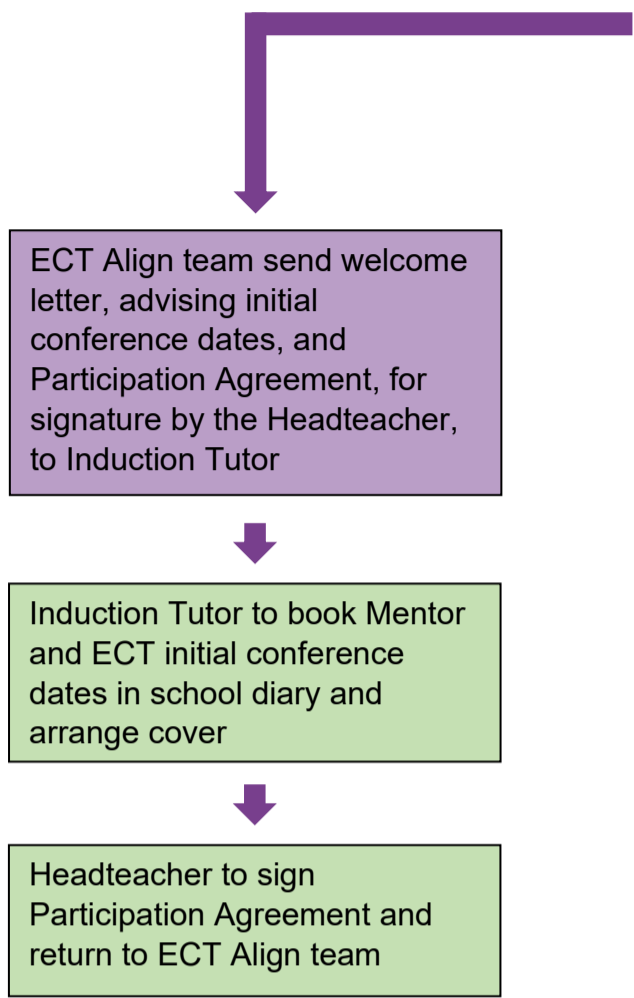 ECT Align team send welcome
letter, advising initial
conference dates, and
Participation Agreement, for
signature by the Headteacher,
to Induction Tutor
Induction Tutor to book Mentor
and ECT initial conference
dates in school diary and
arrange cover
Headteacher to sign
Participation Agreement and
return to ECT Align team